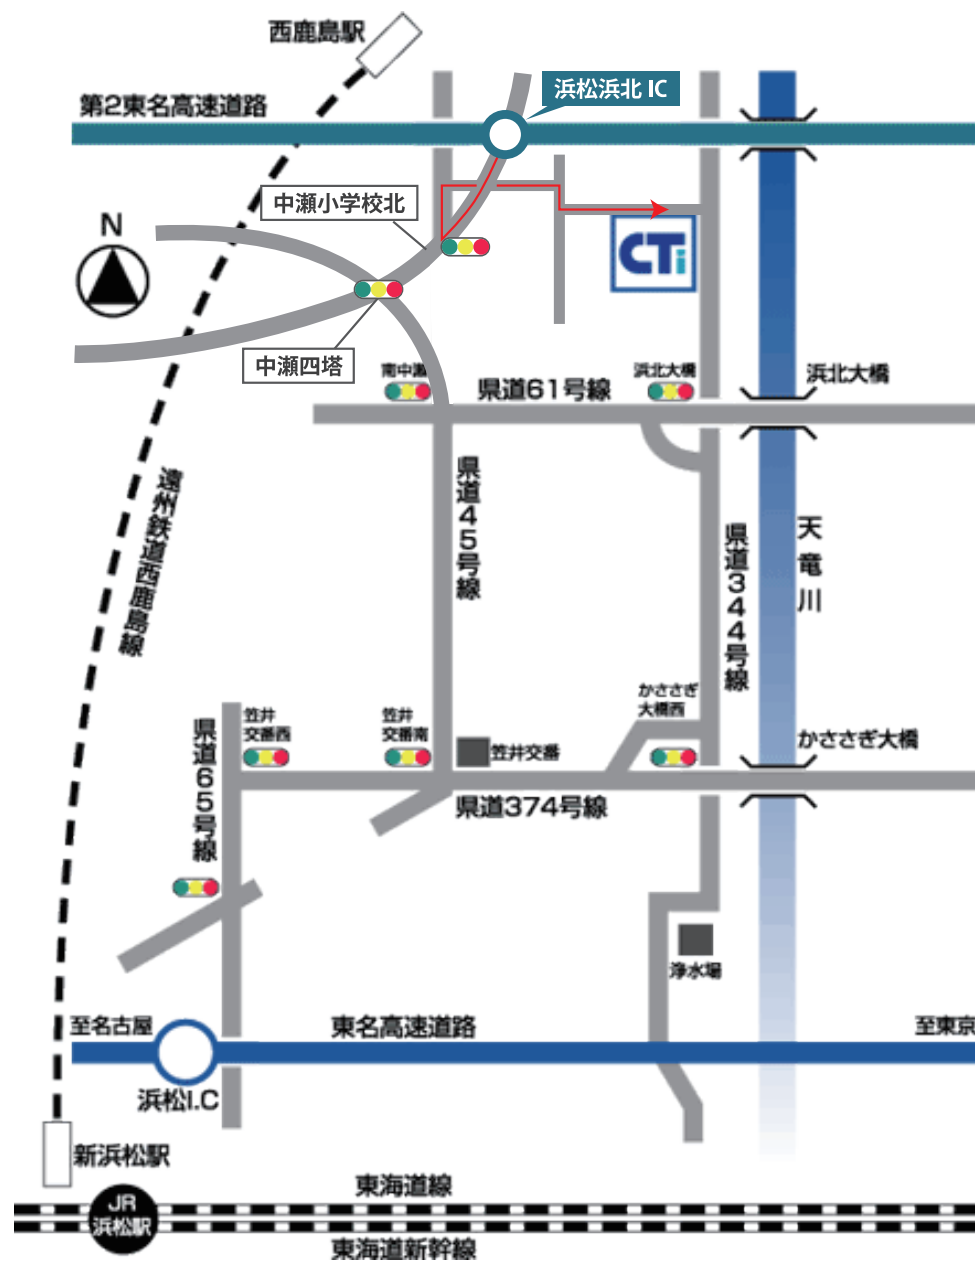 西鹿島駅
浜松浜北 IC
第2東名高速道路
中瀬小学校北
N
CTi
中瀬四塔
南中瀬
県道61号線
浜北大橋
浜北大橋
遠州鉄道西鹿島線
県道45号線
県道344号線
天竜川
かささぎ
大橋西
笠井
交番西
笠井
交番南
笠井交番
かささぎ大橋
県道65号線
県道374号線
浄水場
至名古屋
東名高速道路
至東京
浜松I.C
新浜松駅
JR
浜松駅
東海道線
東海道新幹線